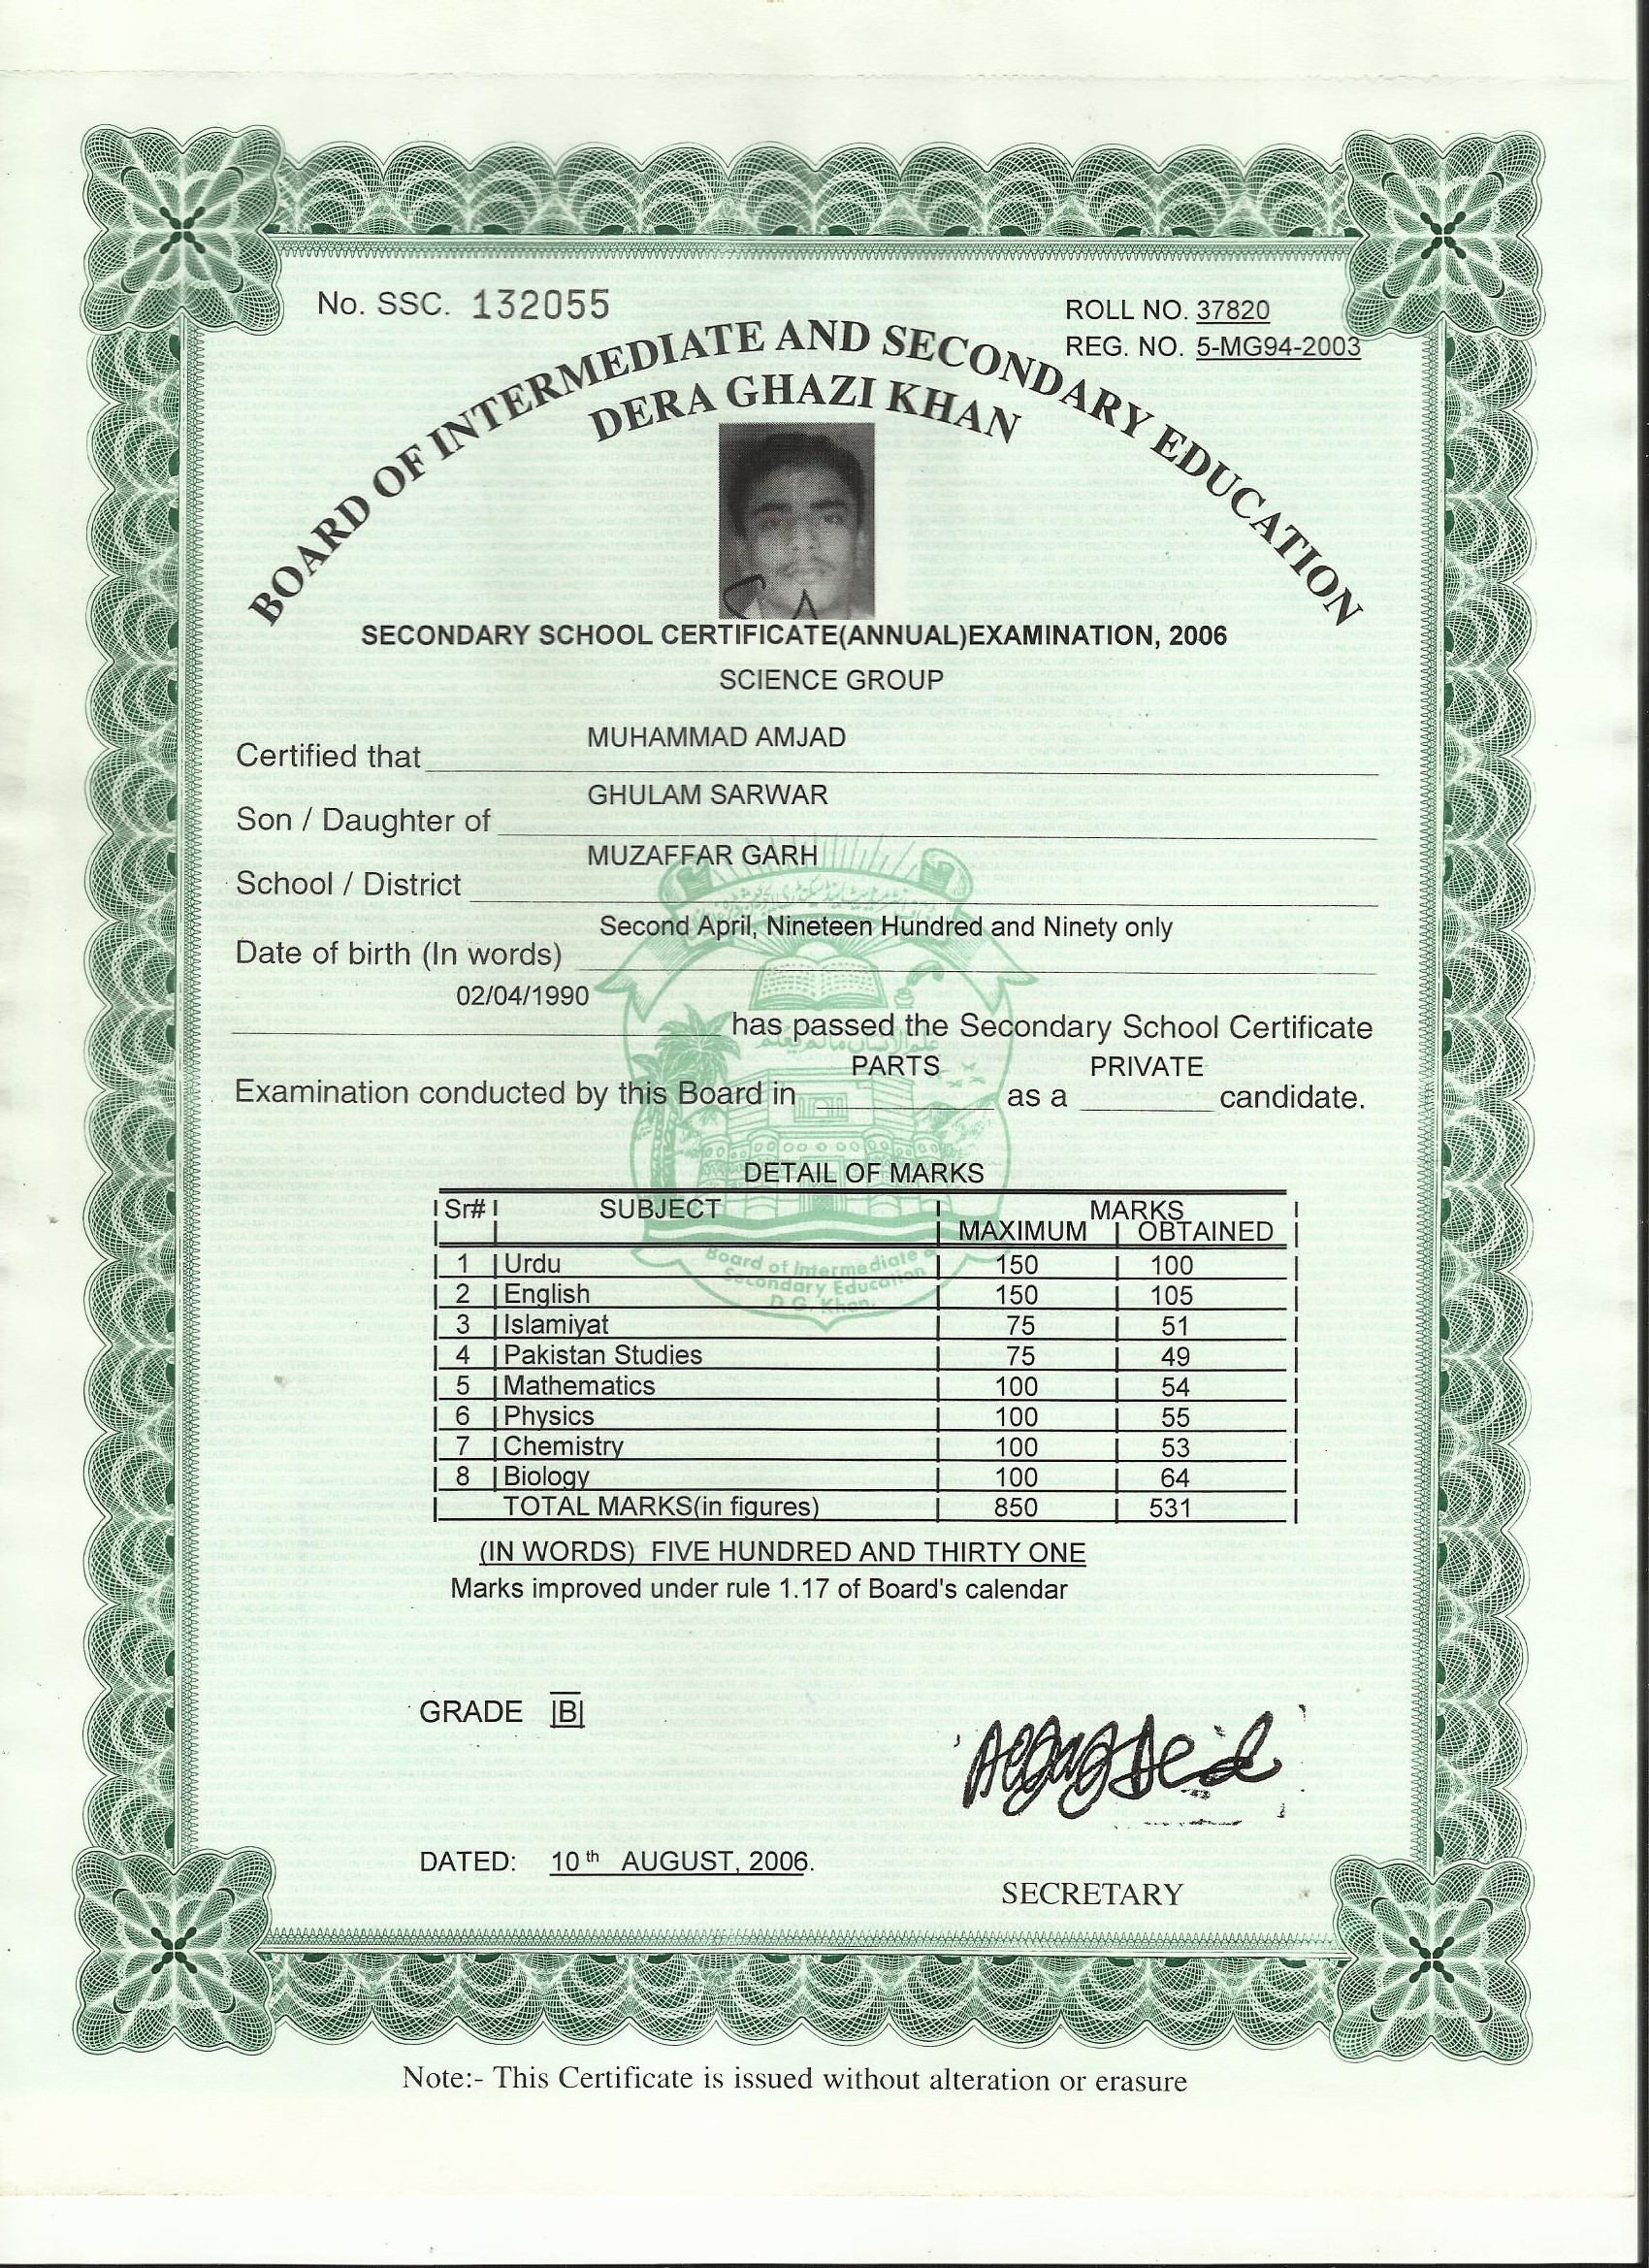 No. SSC. 132055
ROLL NO. 37820
REG. NO. 5-MG94-2003
BOARD OF INTERMEDIATE AND SECONDARY EDUCATION
DERA GHAZI KHAN
SECONDARY SCHOOL CERTIFICATE(ANNUAL)EXAMINATION, 2006
SCIENCE GROUP
Certified that MUHAMMAD AMJAD
Son / Daughter of GHULAM SARWAR
School / District MUZAFFAR GARH
Date of birth (In words) Second April, Nineteen Hundred and Ninety only
02/04/1990 has passed the Secondary School Certificate
Examination conducted by this Board in PARTS as a PRIVATE candidate.
DETAIL OF MARKS
Sr# SUBJECT MARKS
MAXIMUM OBTAINED
1 Urdu 150 100
2 English 150 105
3 Islamiyat 75 51
4 Pakistan Studies 75 49
5 Mathematics 100 54
6 Physics 100 55
7 Chemistry 100 53
8 Biology 100 64
TOTAL MARKS(in figures) 850 531
Board of Intermediate &
Secondary Education
D.G. Khan.
(IN WORDS) FIVE HUNDRED AND THIRTY ONE
Marks improved under rule 1.17 of Board's calendar
GRADE B
DATED: 10th AUGUST, 2006.
SECRETARY
Note:- This Certificate is issued without alteration or erasure